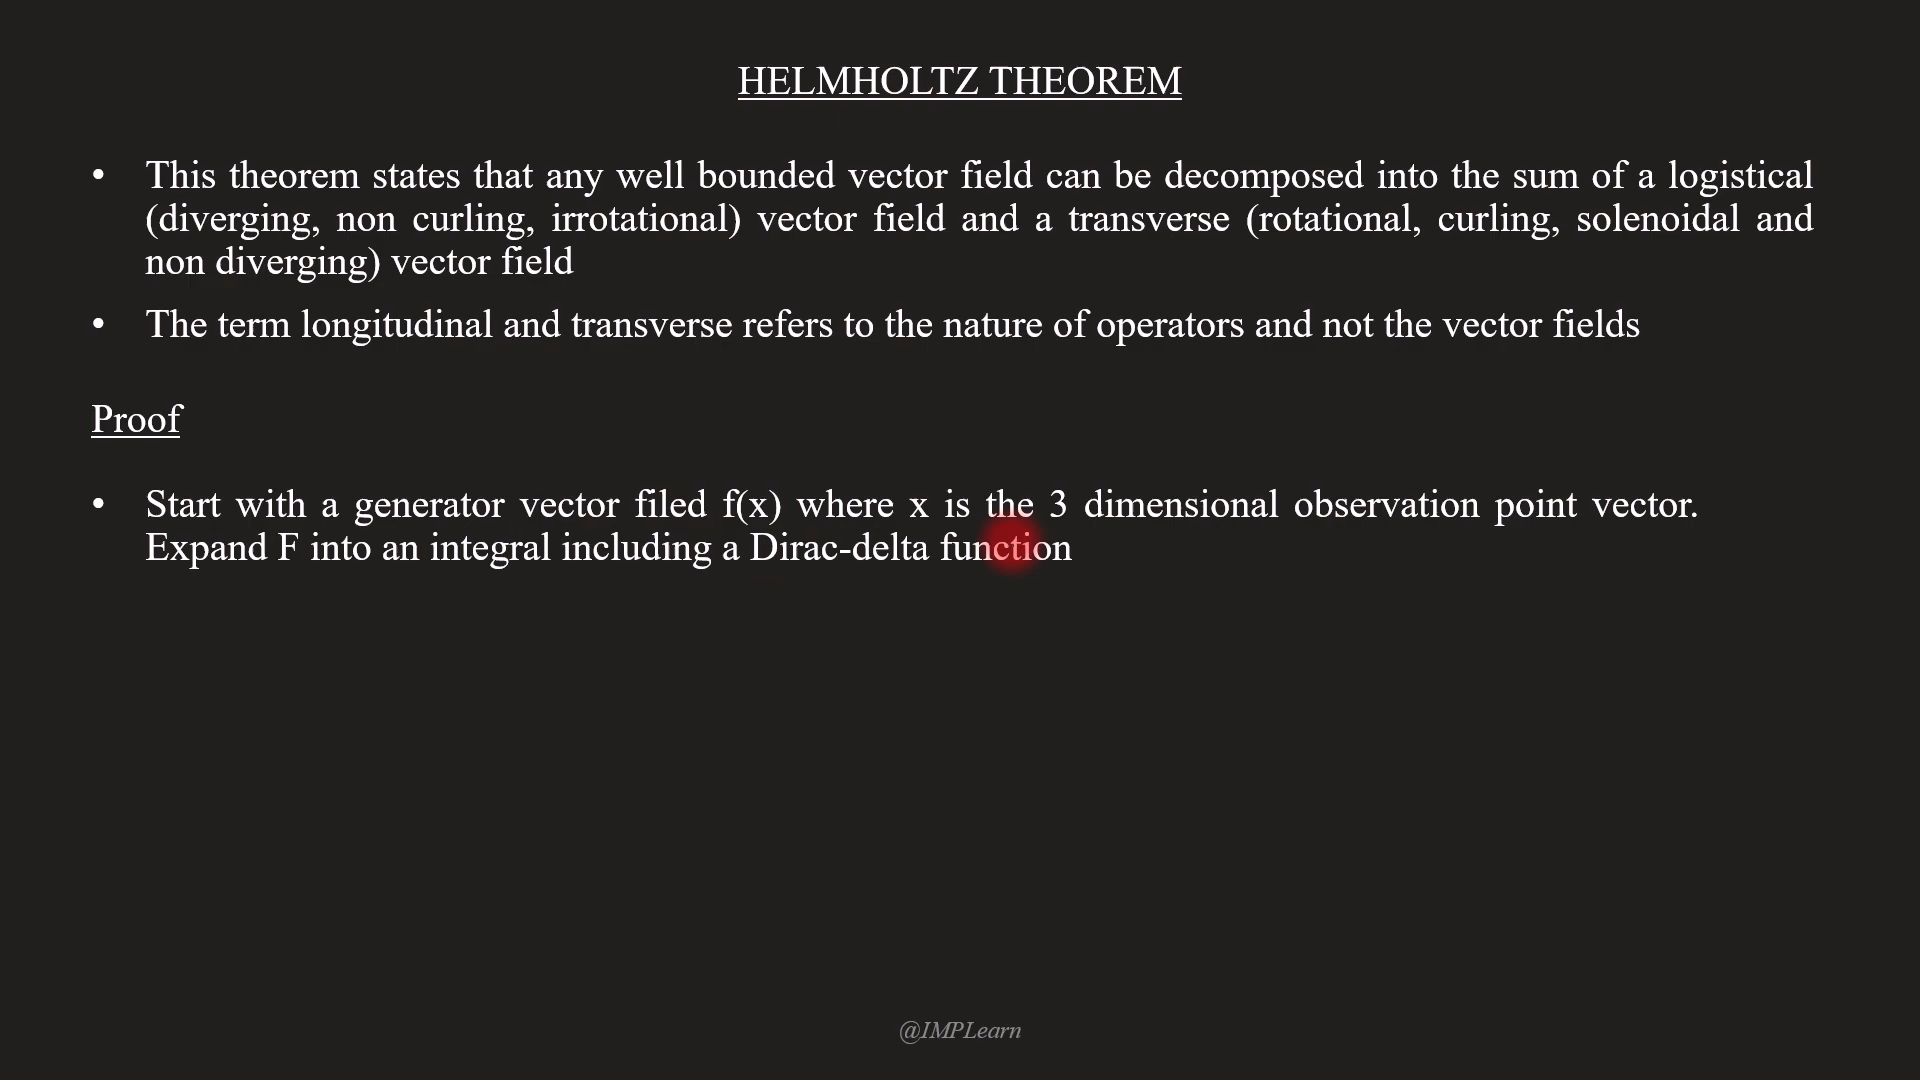 HELMHOLTZ THEOREM
• This theorem states that any well bounded vector field can be decomposed into the sum of a logistical
(diverging, non curling, irrotational) vector field and a transverse (rotational, curling, solenoidal and
non diverging) vector field
• The term longitudinal and transverse refers to the nature of operators and not the vector fields
Proof
• Start with a generator vector filed f(x) where x is the 3 dimensional observation point vector.
Expand F into an integral including a Dirac-delta function
@IMPLearn